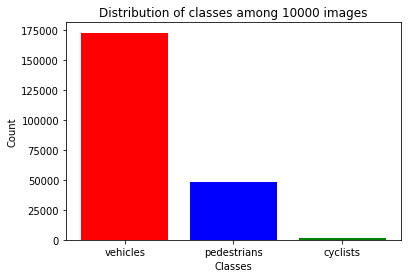 Distribution of classes among 10000 images
175000
150000
125000
100000
75000
50000
25000
0
Count
vehicles pedestrians cyclists
Classes